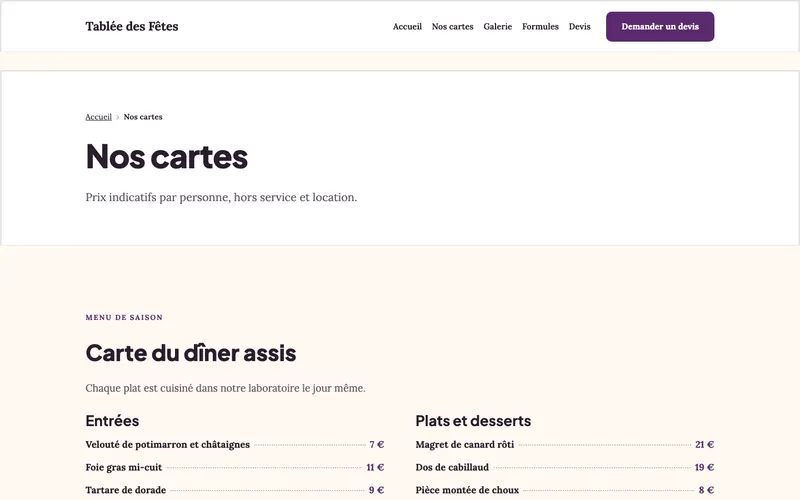 Tablée des Fêtes
Accueil Nos cartes Galerie Formules Devis Demander un devis
Accueil › Nos cartes
Nos cartes
Prix indicatifs par personne, hors service et location.
MENU DE SAISON
Carte du dîner assis
Chaque plat est cuisiné dans notre laboratoire le jour même.
Entrées
Velouté de potimarron et châtaignes 7 €
Foie gras mi-cuit 11 €
Tartare de dorade 9 €
Plats et desserts
Magret de canard rôti 21 €
Dos de cabillaud 19 €
Pièce montée de choux 8 €